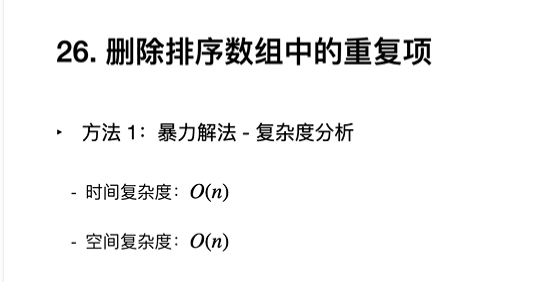 26. 删除排序数组中的重复项
‣ 方法 1：暴力解法 - 复杂度分析
- 时间复杂度：O(n)
- 空间复杂度：O(n)